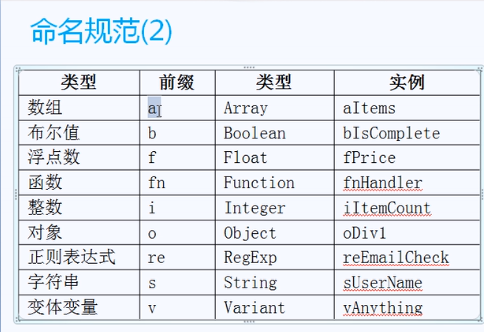 命名规范(2)
类型 前缀 类型 实例
数组 a Array aItems
布尔值 b Boolean bIsComplete
浮点数 f Float fPrice
函数 fn Function fnHandler
整数 i Integer iItemCount
对象 o Object oDiv1
正则表达式 re RegExp reEmailCheck
字符串 s String sUserName
变体变量 v Variant vAnything